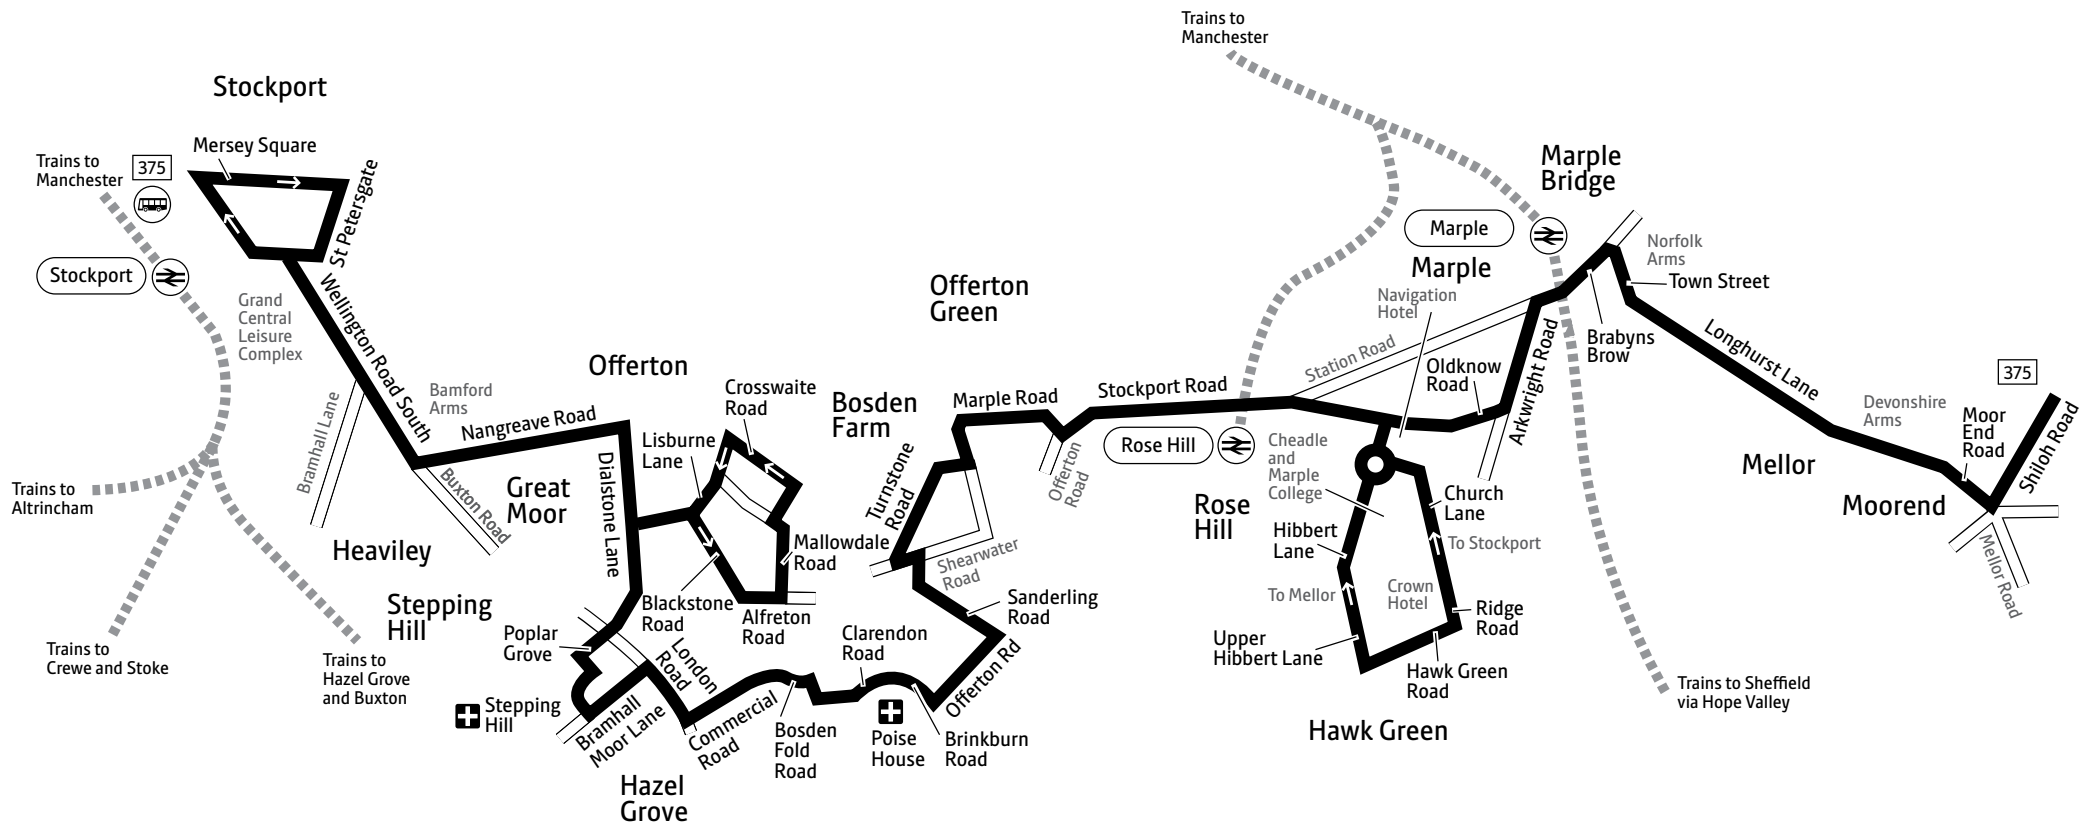 Trains to
Manchester
Stockport
Mersey Square
Trains to
Manchester
375
St Petersgate
Stockport
Grand
Central
Leisure
Complex
Wellington Road South
Bramhall Lane
Bamford
Arms
Nangreave Road
Buxton Road
Trains to
Altrincham
Heaviley
Trains to
Crewe and Stoke
Trains to
Hazel Grove
and Buxton
Offerton
Crosswaite
Road
Lisburne
Lane
Great
Moor
Dialstone Lane
Mallowdale
Road
Blackstone
Road
Alfreton
Road
Stepping
Hill
Poplar
Grove
London
Road
Stepping
Hill
Bramhall
Moor Lane
Commercial
Road
Hazel
Grove
Bosden
Fold
Road
Clarendon
Road
Poise
House
Brinkburn
Road
Offerton Rd
Sanderling
Road
Shearwater
Road
Bosden
Farm
Turnstone
Road
Offerton
Green
Marple Road
Offerton
Road
Stockport Road
Rose Hill
Rose
Hill
Cheadle
and
Marple
College
Hibbert
Lane
To Mellor
Upper
Hibbert Lane
Crown
Hotel
Hawk Green
Hawk Green
Road
Ridge
Road
To Stockport
Church
Lane
Marple
Marple
Navigation
Hotel
Station Road
Oldknow
Road
Arkwright Road
Marple
Bridge
Norfolk
Arms
Town Street
Brabyns
Brow
Longhurst Lane
Trains to Sheffield
via Hope Valley
Mellor
Devonshire
Arms
Moorend
Moor
End
Road
375
Shiloh Road
Mellor Road